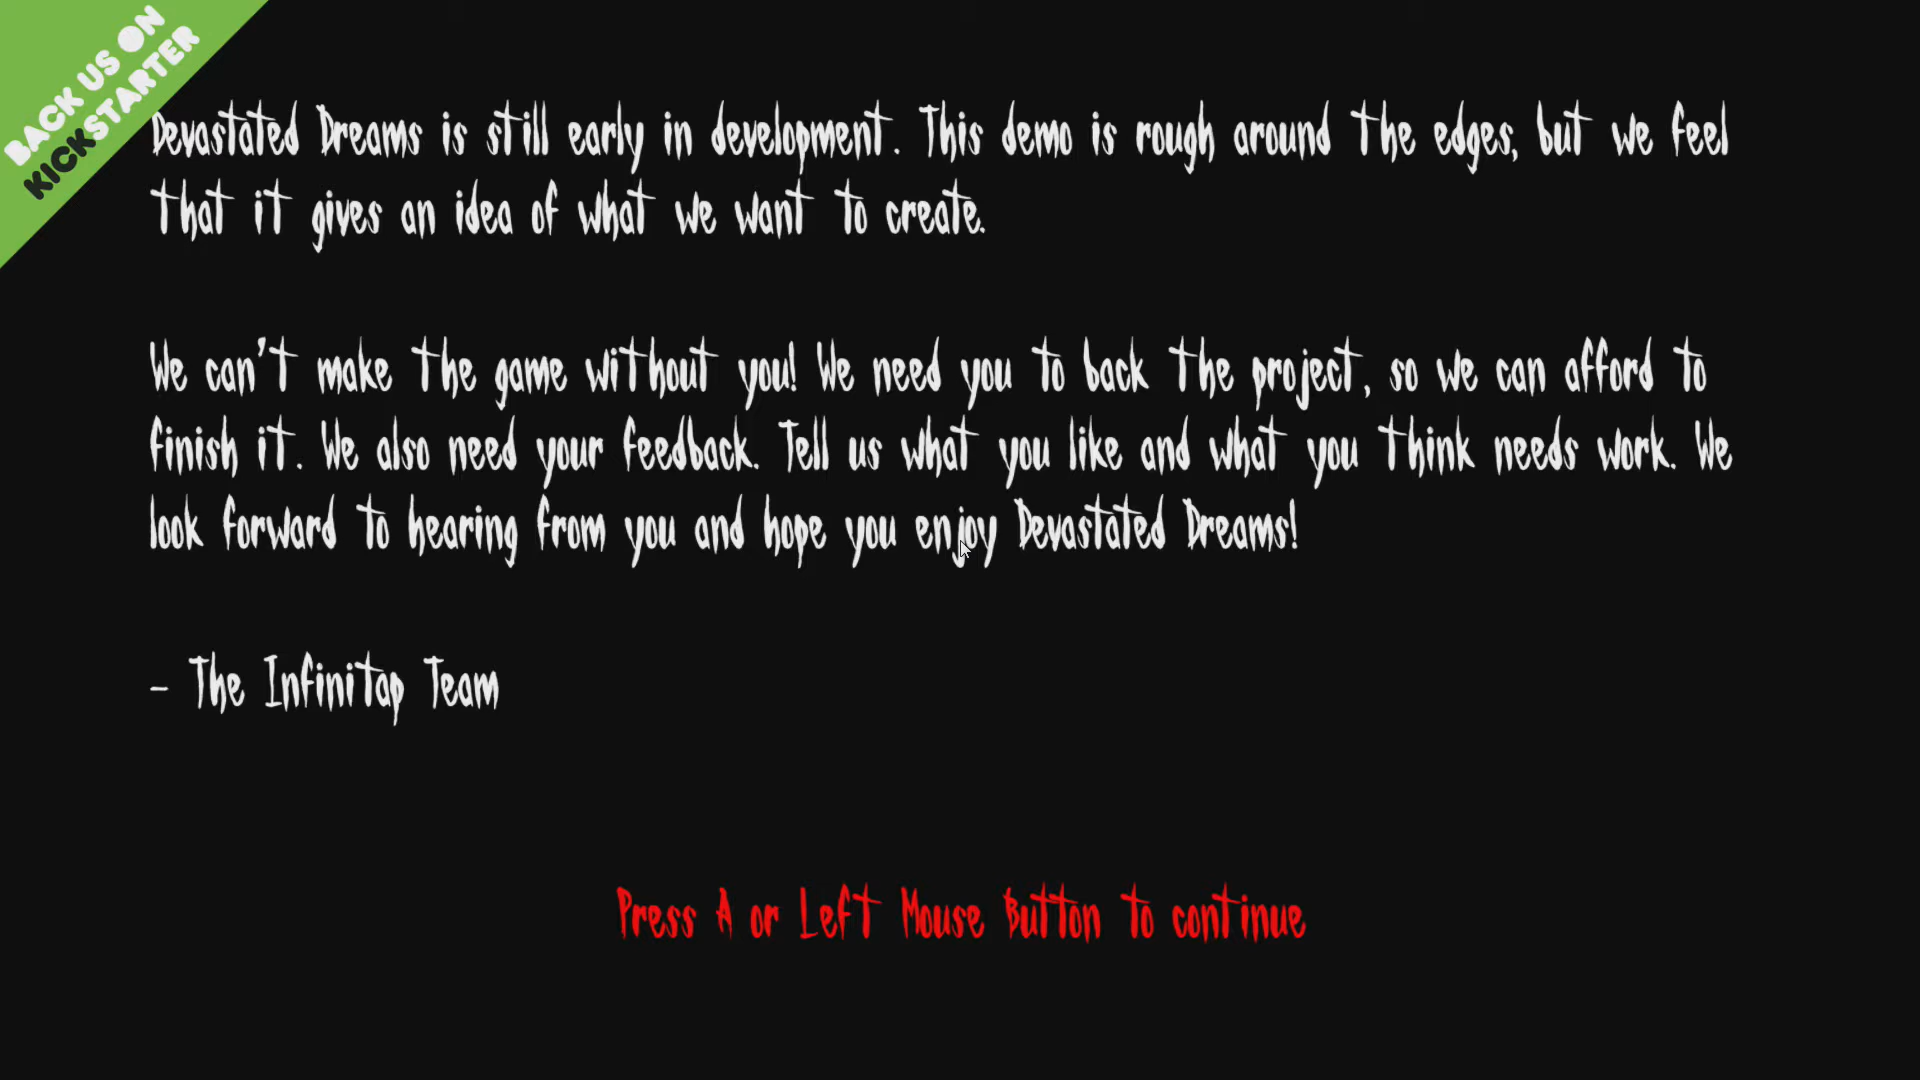 BACK US ON
KICKSTARTER
Devastated Dreams is still early in development. This demo is rough around the edges, but we feel
that it gives an idea of what we want to create.
We can't make the game without you! We need you to back the project, so we can afford to
finish it. We also need your feedback. Tell us what you like and what you think needs work. We
look forward to hearing from you and hope you enjoy Devastated Dreams!
- The Infinitap Team
Press A or Left Mouse Button to continue